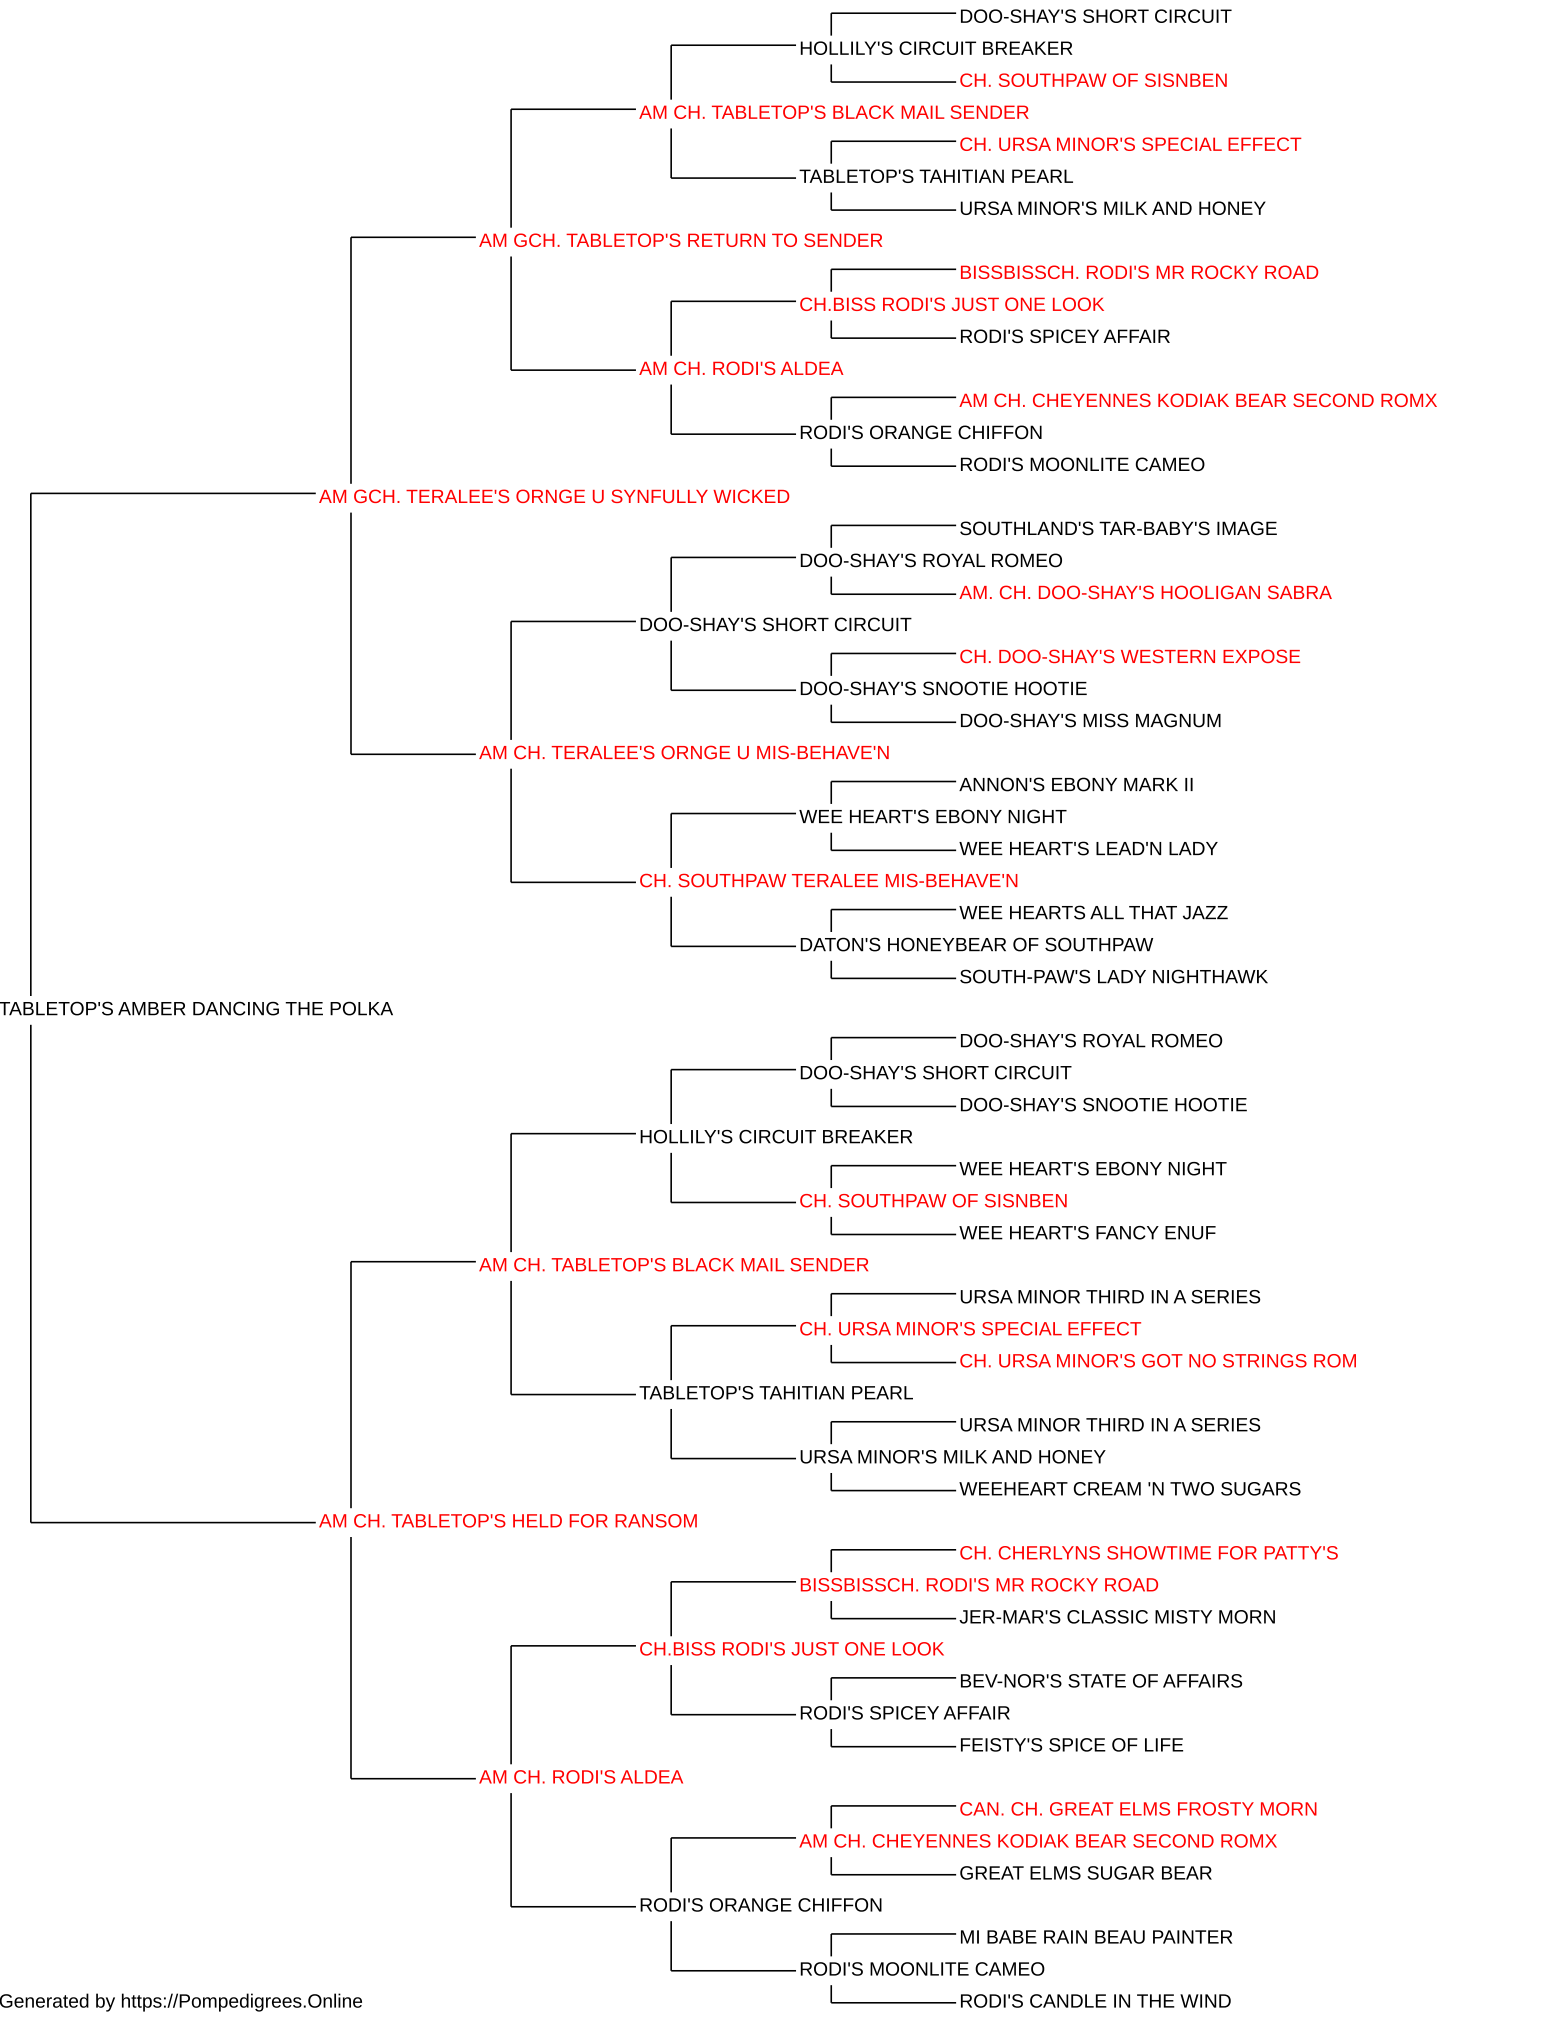 DOO-SHAY'S SHORT CIRCUIT
HOLLILY'S CIRCUIT BREAKER
CH. SOUTHPAW OF SISNBEN
AM CH. TABLETOP'S BLACK MAIL SENDER
CH. URSA MINOR'S SPECIAL EFFECT
TABLETOP'S TAHITIAN PEARL
URSA MINOR'S MILK AND HONEY
AM GCH. TABLETOP'S RETURN TO SENDER
BISSBISSCH. RODI'S MR ROCKY ROAD
CH.BISS RODI'S JUST ONE LOOK
RODI'S SPICEY AFFAIR
AM CH. RODI'S ALDEA
AM CH. CHEYENNES KODIAK BEAR SECOND ROMX
RODI'S ORANGE CHIFFON
RODI'S MOONLITE CAMEO
AM GCH. TERALEE'S ORNGE U SYNFULLY WICKED
SOUTHLAND'S TAR-BABY'S IMAGE
DOO-SHAY'S ROYAL ROMEO
AM. CH. DOO-SHAY'S HOOLIGAN SABRA
DOO-SHAY'S SHORT CIRCUIT
CH. DOO-SHAY'S WESTERN EXPOSE
DOO-SHAY'S SNOOTIE HOOTIE
DOO-SHAY'S MISS MAGNUM
AM CH. TERALEE'S ORNGE U MIS-BEHAVE'N
ANNON'S EBONY MARK II
WEE HEART'S EBONY NIGHT
WEE HEART'S LEAD'N LADY
CH. SOUTHPAW TERALEE MIS-BEHAVE'N
WEE HEARTS ALL THAT JAZZ
DATON'S HONEYBEAR OF SOUTHPAW
SOUTH-PAW'S LADY NIGHTHAWK
TABLETOP'S AMBER DANCING THE POLKA
DOO-SHAY'S ROYAL ROMEO
DOO-SHAY'S SHORT CIRCUIT
DOO-SHAY'S SNOOTIE HOOTIE
HOLLILY'S CIRCUIT BREAKER
WEE HEART'S EBONY NIGHT
CH. SOUTHPAW OF SISNBEN
WEE HEART'S FANCY ENUF
AM CH. TABLETOP'S BLACK MAIL SENDER
URSA MINOR THIRD IN A SERIES
CH. URSA MINOR'S SPECIAL EFFECT
CH. URSA MINOR'S GOT NO STRINGS ROM
TABLETOP'S TAHITIAN PEARL
URSA MINOR THIRD IN A SERIES
URSA MINOR'S MILK AND HONEY
WEEHEART CREAM 'N TWO SUGARS
AM CH. TABLETOP'S HELD FOR RANSOM
CH. CHERLYNS SHOWTIME FOR PATTY'S
BISSBISSCH. RODI'S MR ROCKY ROAD
JER-MAR'S CLASSIC MISTY MORN
CH.BISS RODI'S JUST ONE LOOK
BEV-NOR'S STATE OF AFFAIRS
RODI'S SPICEY AFFAIR
FEISTY'S SPICE OF LIFE
AM CH. RODI'S ALDEA
CAN. CH. GREAT ELMS FROSTY MORN
AM CH. CHEYENNES KODIAK BEAR SECOND ROMX
GREAT ELMS SUGAR BEAR
RODI'S ORANGE CHIFFON
MI BABE RAIN BEAU PAINTER
RODI'S MOONLITE CAMEO
RODI'S CANDLE IN THE WIND
Generated by https://Pompedigrees.Online